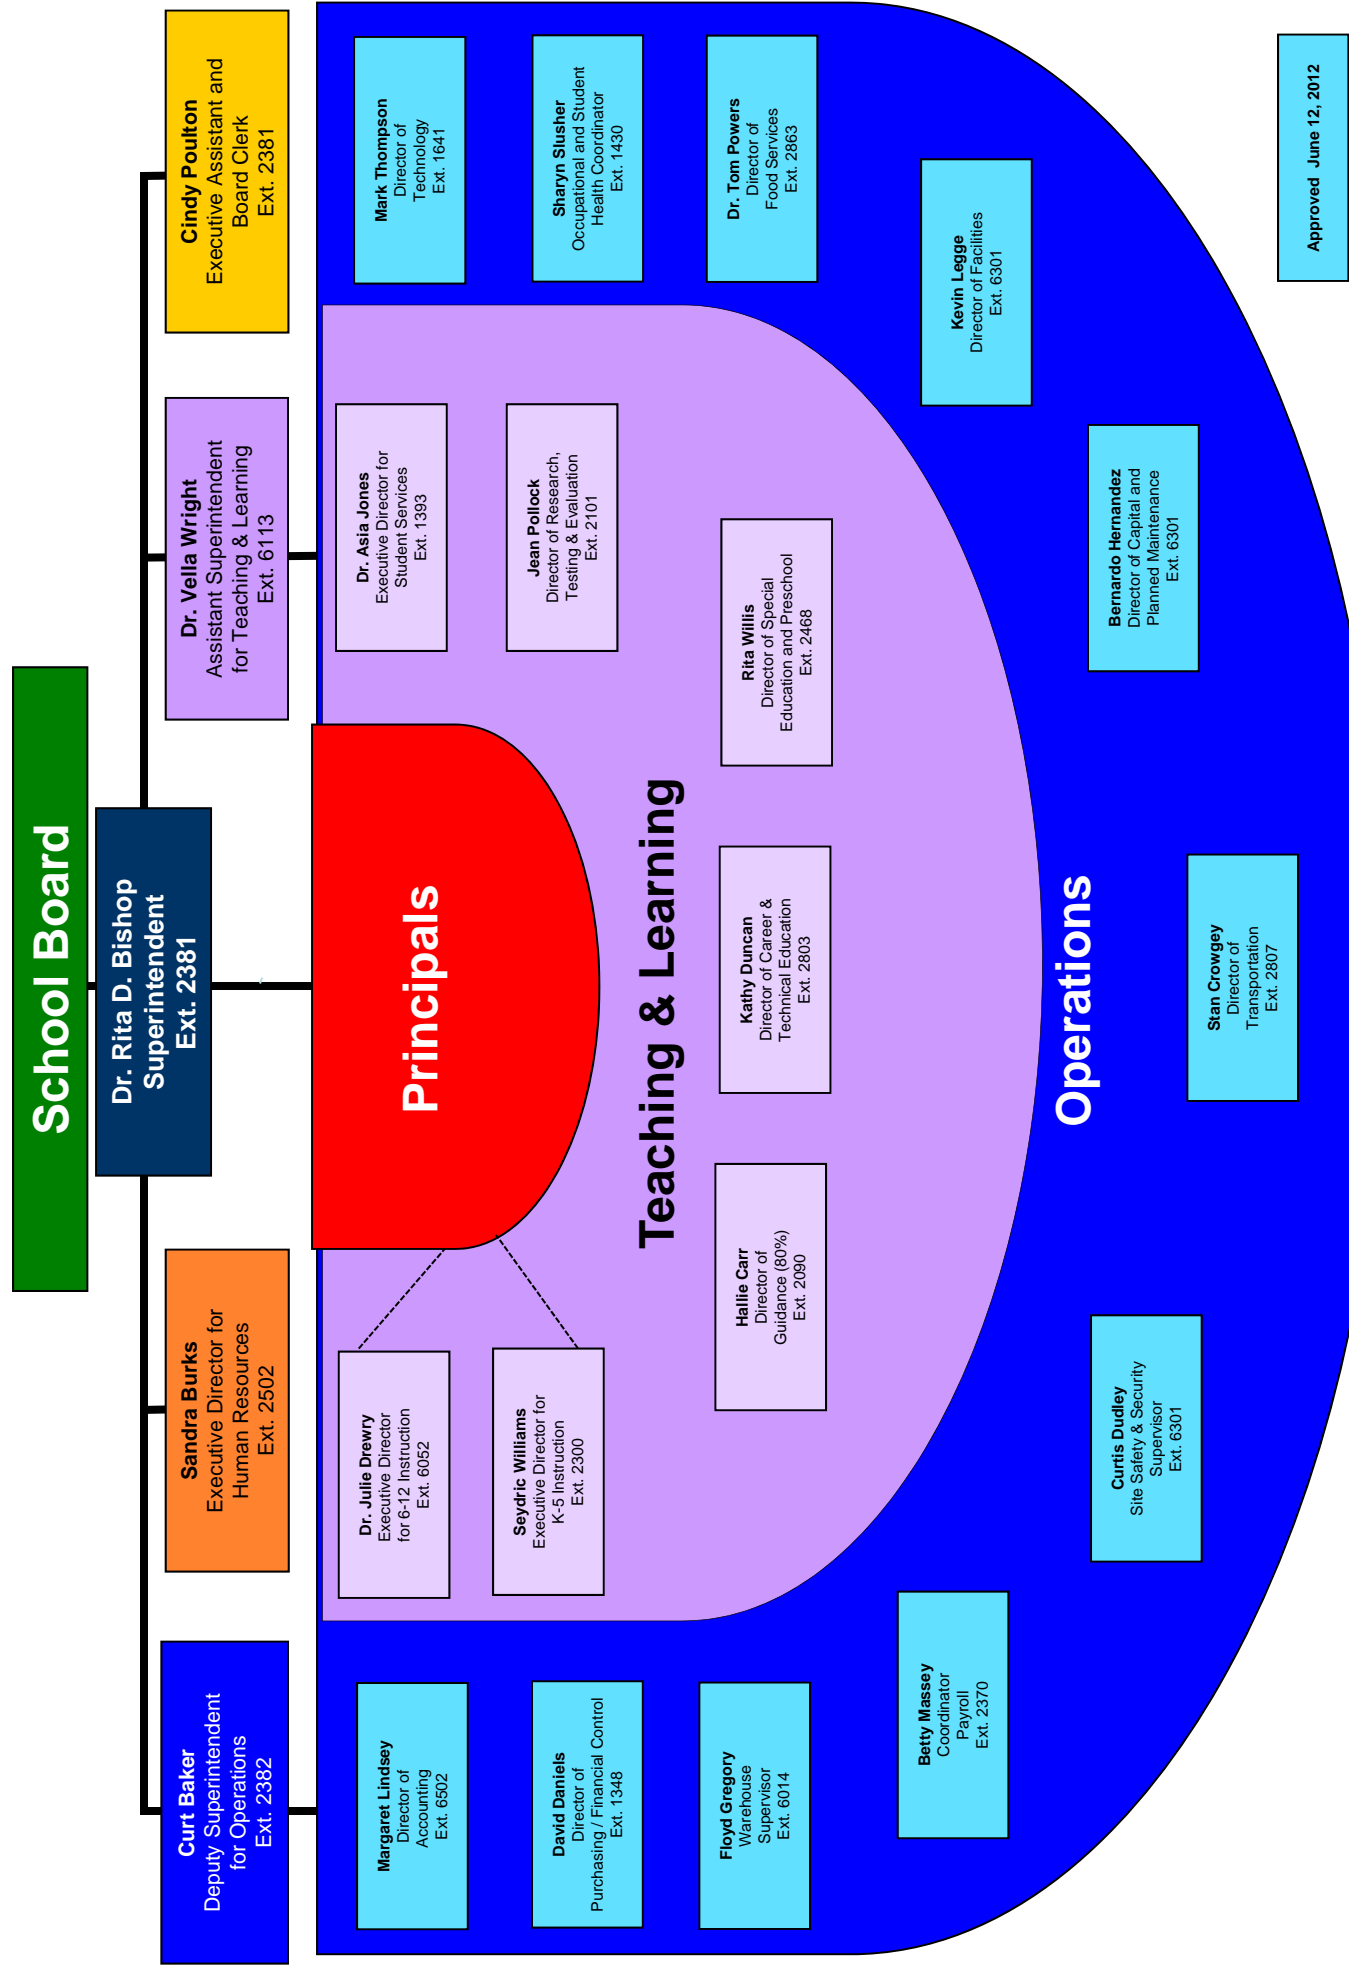 School Board
Dr. Rita D. Bishop
Superintendent
Ext. 2381
Curt Baker
Deputy Superintendent
for Operations
Ext. 2382
Sandra Burks
Executive Director for
Human Resources
Ext. 2502
Dr. Vella Wright
Assistant Superintendent
for Teaching & Learning
Ext. 6113
Cindy Poulton
Executive Assistant and
Board Clerk
Ext. 2381
Principals
Teaching & Learning
Dr. Julie Drewry
Executive Director
for 6-12 Instruction
Ext. 6052
Seydric Williams
Executive Director for
K-5 Instruction
Ext. 2300
Hallie Carr
Director of
Guidance (80%)
Ext. 2090
Kathy Duncan
Director of Career &
Technical Education
Ext. 2803
Rita Willis
Director of Special
Education and Preschool
Ext. 2468
Jean Pollock
Director of Research,
Testing & Evaluation
Ext. 2101
Dr. Asia Jones
Executive Director for
Student Services
Ext. 1393
Operations
Margaret Lindsey
Director of
Accounting
Ext. 6502
David Daniels
Director of
Purchasing / Financial Control
Ext. 1348
Floyd Gregory
Warehouse
Supervisor
Ext. 6014
Betty Massey
Coordinator
Payroll
Ext. 2370
Curtis Dudley
Site Safety & Security
Supervisor
Ext. 6301
Stan Crowgey
Director of
Transportation
Ext. 2807
Bernardo Hernandez
Director of Capital and
Planned Maintenance
Ext. 6301
Kevin Legge
Director of Facilities
Ext. 6301
Dr. Tom Powers
Director of
Food Services
Ext. 2863
Sharyn Slusher
Occupational and Student
Health Coordinator
Ext. 1430
Mark Thompson
Director of
Technology
Ext. 1641
Approved June 12, 2012